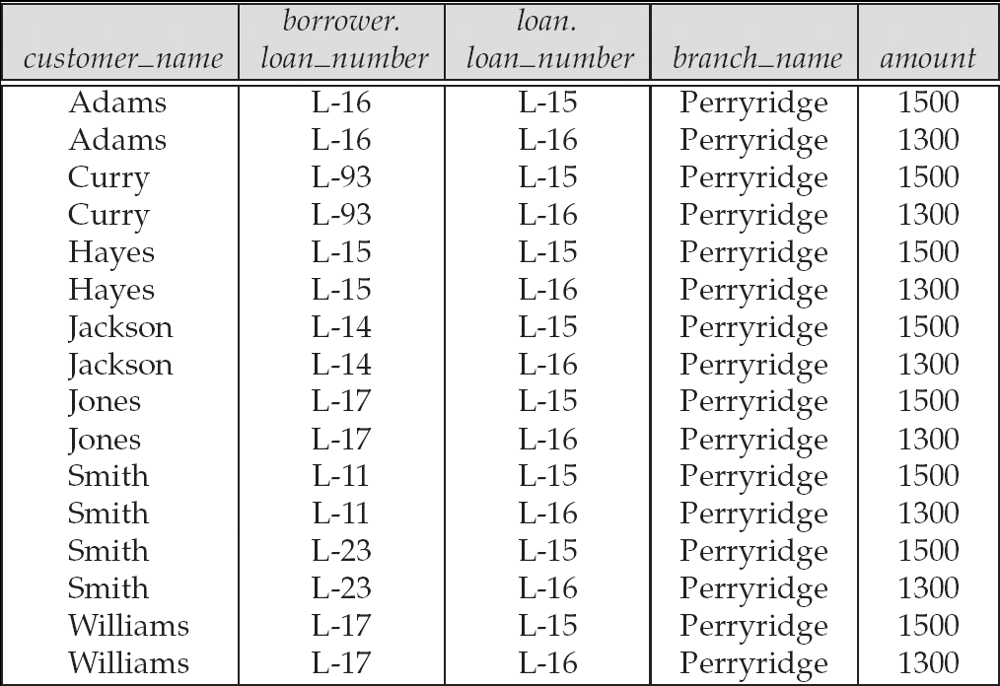 customer_name borrower. loan_number loan. loan_number branch_name amount
Adams L-16 L-15 Perryridge 1500
Adams L-16 L-16 Perryridge 1300
Curry L-93 L-15 Perryridge 1500
Curry L-93 L-16 Perryridge 1300
Hayes L-15 L-15 Perryridge 1500
Hayes L-15 L-16 Perryridge 1300
Jackson L-14 L-15 Perryridge 1500
Jackson L-14 L-16 Perryridge 1300
Jones L-17 L-15 Perryridge 1500
Jones L-17 L-16 Perryridge 1300
Smith L-11 L-15 Perryridge 1500
Smith L-11 L-16 Perryridge 1300
Smith L-23 L-15 Perryridge 1500
Smith L-23 L-16 Perryridge 1300
Williams L-17 L-15 Perryridge 1500
Williams L-17 L-16 Perryridge 1300